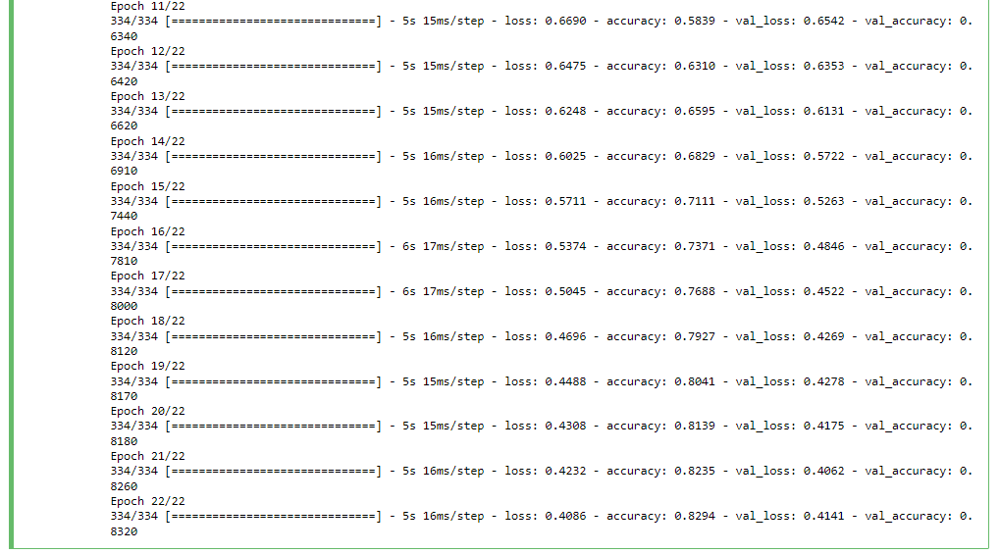 Epoch 11/22
334/334 [==============================] - 5s 15ms/step - loss: 0.6690 - accuracy: 0.5839 - val_loss: 0.6542 - val_accuracy: 0.
6340
Epoch 12/22
334/334 [==============================] - 5s 15ms/step - loss: 0.6475 - accuracy: 0.6310 - val_loss: 0.6353 - val_accuracy: 0.
6420
Epoch 13/22
334/334 [==============================] - 5s 15ms/step - loss: 0.6248 - accuracy: 0.6595 - val_loss: 0.6131 - val_accuracy: 0.
6620
Epoch 14/22
334/334 [==============================] - 5s 16ms/step - loss: 0.6025 - accuracy: 0.6829 - val_loss: 0.5722 - val_accuracy: 0.
6910
Epoch 15/22
334/334 [==============================] - 5s 16ms/step - loss: 0.5711 - accuracy: 0.7111 - val_loss: 0.5263 - val_accuracy: 0.
7440
Epoch 16/22
334/334 [==============================] - 6s 17ms/step - loss: 0.5374 - accuracy: 0.7371 - val_loss: 0.4846 - val_accuracy: 0.
7810
Epoch 17/22
334/334 [==============================] - 6s 17ms/step - loss: 0.5045 - accuracy: 0.7688 - val_loss: 0.4522 - val_accuracy: 0.
8000
Epoch 18/22
334/334 [==============================] - 5s 16ms/step - loss: 0.4696 - accuracy: 0.7927 - val_loss: 0.4269 - val_accuracy: 0.
8120
Epoch 19/22
334/334 [==============================] - 5s 15ms/step - loss: 0.4488 - accuracy: 0.8041 - val_loss: 0.4278 - val_accuracy: 0.
8170
Epoch 20/22
334/334 [==============================] - 5s 15ms/step - loss: 0.4308 - accuracy: 0.8139 - val_loss: 0.4175 - val_accuracy: 0.
8180
Epoch 21/22
334/334 [==============================] - 5s 16ms/step - loss: 0.4232 - accuracy: 0.8235 - val_loss: 0.4062 - val_accuracy: 0.
8260
Epoch 22/22
334/334 [==============================] - 5s 16ms/step - loss: 0.4086 - accuracy: 0.8294 - val_loss: 0.4141 - val_accuracy: 0.
8320